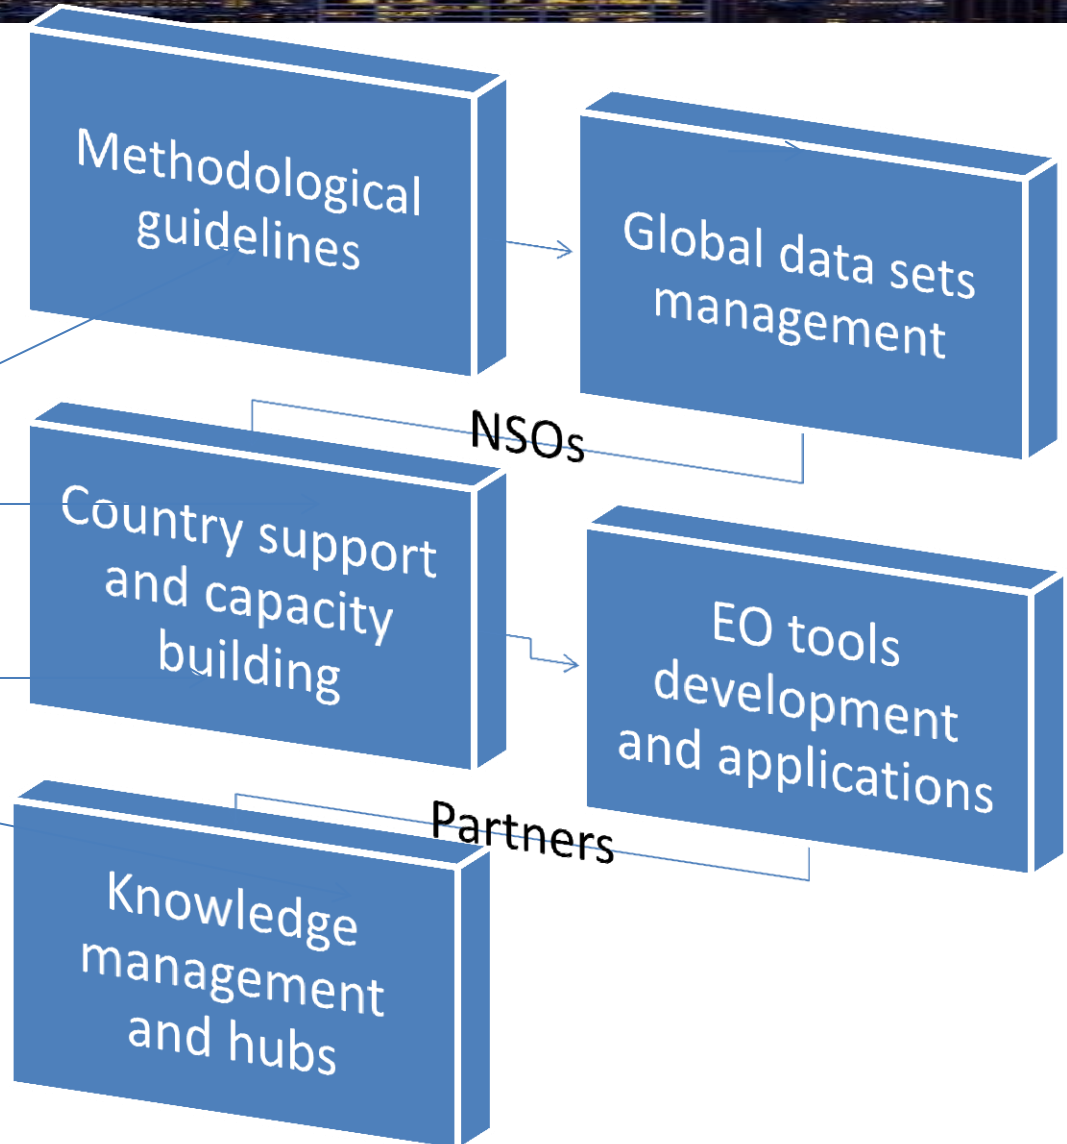 Methodological
guidelines
Global data sets
management
NSOs
Country support
and capacity
building
EO tools
development
and applications
Partners
Knowledge
management
and hubs